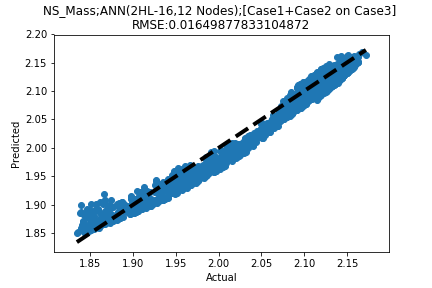 NS_Mass;ANN(2HL-16,12 Nodes);[Case1+Case2 on Case3]
RMSE:0.01649877833104872
2.20
2.15
2.10
2.05
2.00
1.95
1.90
1.85
Predicted
1.85 1.90 1.95 2.00 2.05 2.10 2.15
Actual